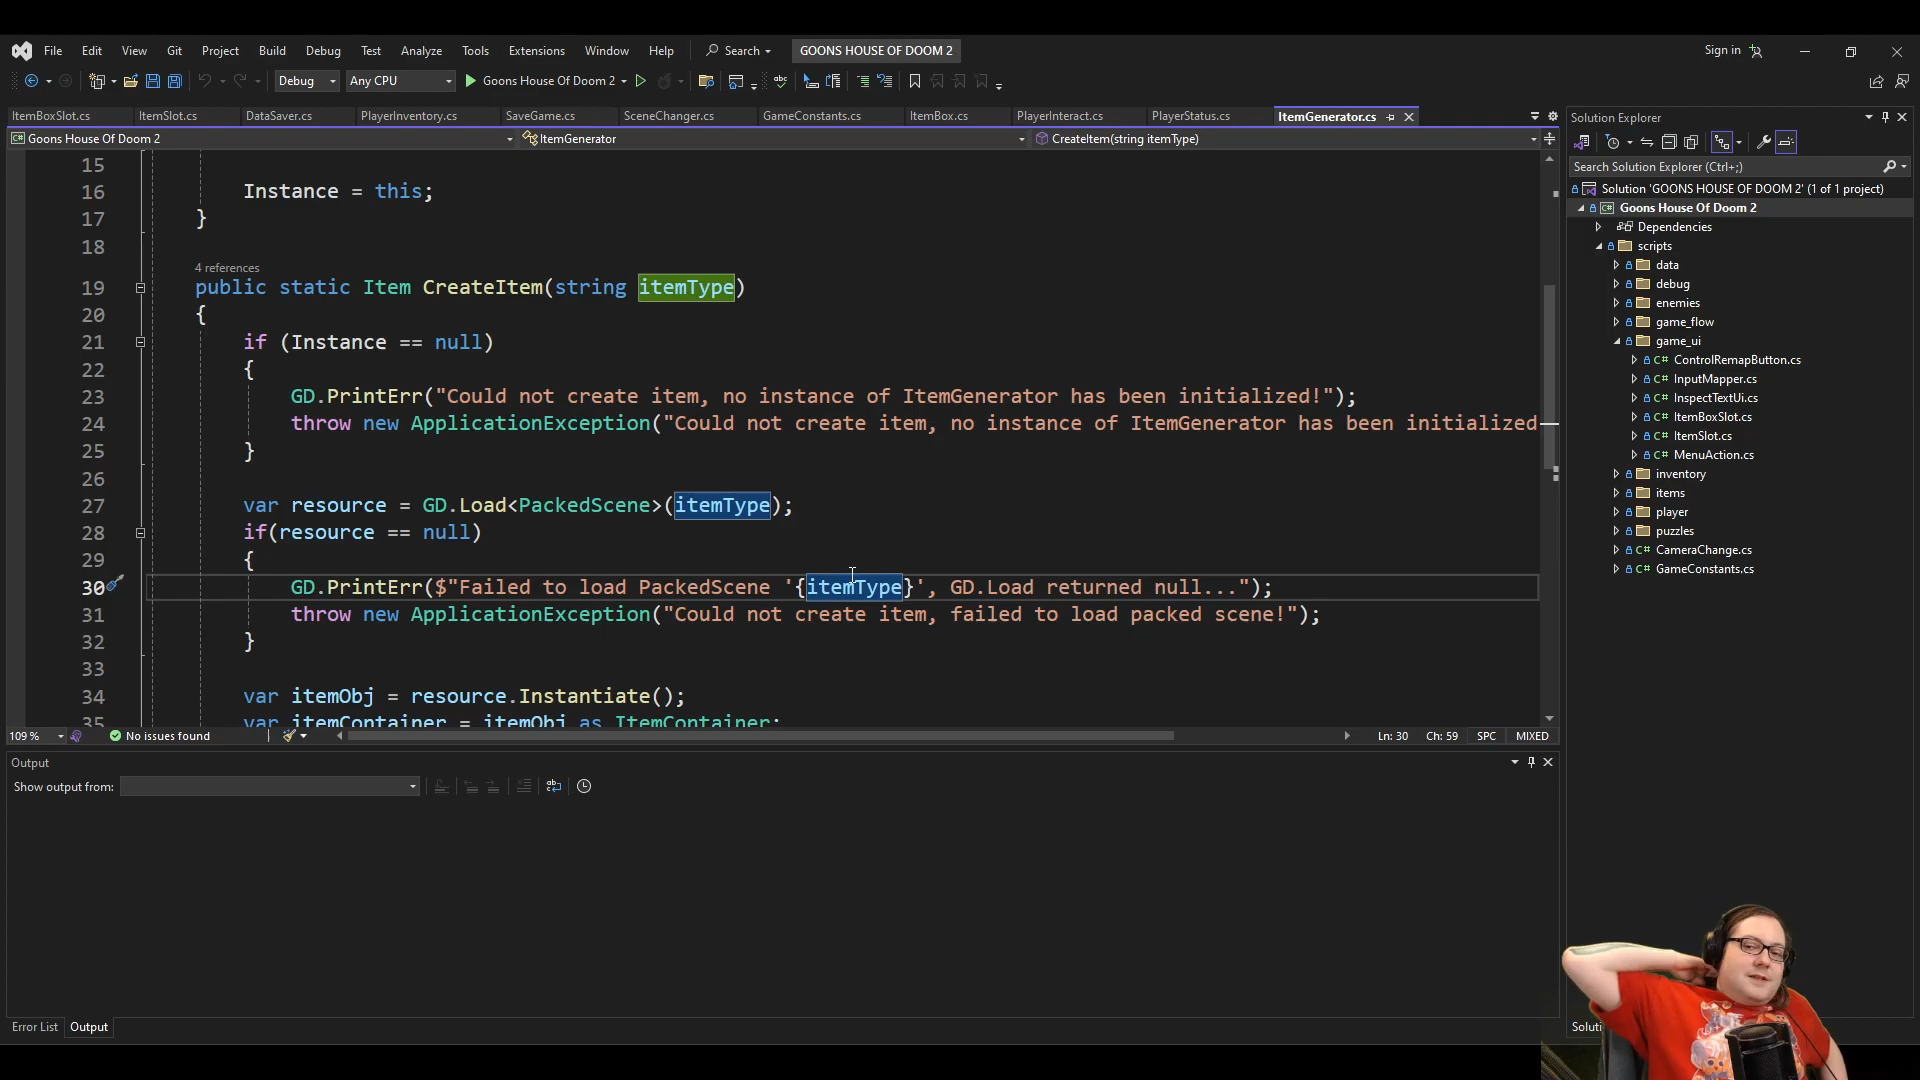 File Edit View Git Project Build Debug Test Analyze Tools Extensions Window Help Search GOONS HOUSE OF DOOM 2 Sign in
Debug Any CPU Goons House Of Doom 2
ItemBoxSlot.cs ItemSlot.cs DataSaver.cs PlayerInventory.cs SaveGame.cs SceneChanger.cs GameConstants.cs ItemBox.cs PlayerInteract.cs PlayerStatus.cs ItemGenerator.cs
Goons House Of Doom 2 ItemGenerator CreateItem(string itemType)
15
16 Instance = this;
17 }
18
4 references
19 public static Item CreateItem(string itemType)
20 {
21 if (Instance == null)
22 {
23 GD.PrintErr("Could not create item, no instance of ItemGenerator has been initialized!");
24 throw new ApplicationException("Could not create item, no instance of ItemGenerator has been initialized
25 }
26
27 var resource = GD.Load<PackedScene>(itemType);
28 if(resource == null)
29 {
30 GD.PrintErr($"Failed to load PackedScene '{itemType}', GD.Load returned null...");
31 throw new ApplicationException("Could not create item, failed to load packed scene!");
32 }
33
34 var itemObj = resource.Instantiate();
35 var itemContainer = itemObj as ItemContainer;
109 % No issues found Ln: 30 Ch: 59 SPC MIXED
Output
Show output from:
Error List Output
Solution Explorer
Search Solution Explorer (Ctrl+;)
Solution 'GOONS HOUSE OF DOOM 2' (1 of 1 project)
C# Goons House Of Doom 2
Dependencies
scripts
data
debug
enemies
game_flow
game_ui
C# ControlRemapButton.cs
C# InputMapper.cs
C# InspectTextUi.cs
C# ItemBoxSlot.cs
C# ItemSlot.cs
C# MenuAction.cs
inventory
items
player
puzzles
C# CameraChange.cs
C# GameConstants.cs
Soluti